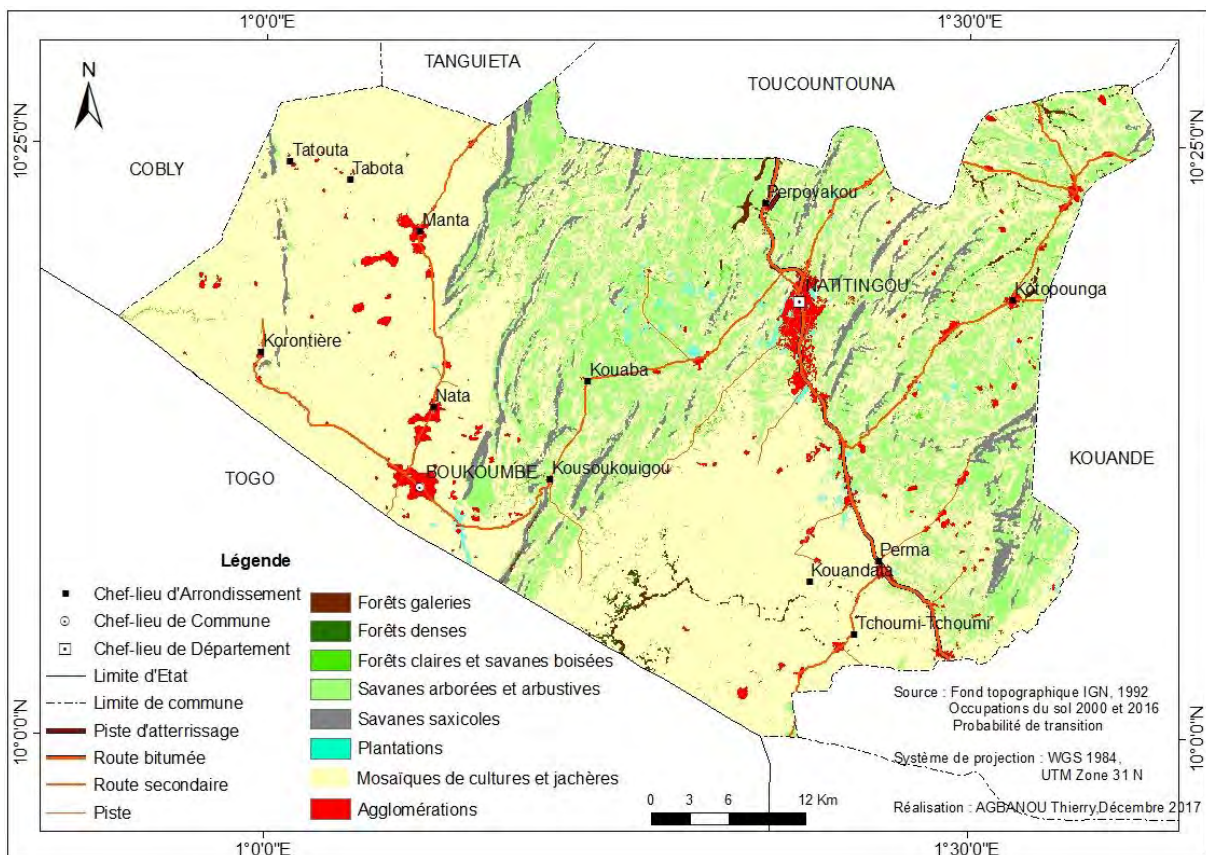 1°0'0"E
1°30'0"E
TANGUIETA
TOUCOUNTOUNA
N
10°25'0"N
10°25'0"N
COBLY
Tatouta
Tabota
Perpoyakou
Manta
NATITINGOU
Kotopounga
Korontière
Kouaba
Nata
KOUANDE
TOGO
BOUKOUMBE
Kousoukouigou
Perma
Kouandata
Tchoumi-Tchoumi
Légende
Chef-lieu d'Arrondissement
Chef-lieu de Commune
Chef-lieu de Département
Limite d'Etat
Limite de commune
Piste d'atterrissage
Route bitumée
Route secondaire
Piste
Forêts galeries
Forêts denses
Forêts claires et savanes boisées
Savanes arborées et arbustives
Savanes saxicoles
Plantations
Mosaïques de cultures et jachères
Agglomérations
Source : Fond topographique IGN, 1992
Occupations du sol 2000 et 2016
Probabilité de transition
Système de projection : WGS 1984,
UTM Zone 31 N
Réalisation : AGBANOU Thierry,Décembre 2017
0 3 6 12 Km
10°0'0"N
10°0'0"N
1°0'0"E
1°30'0"E